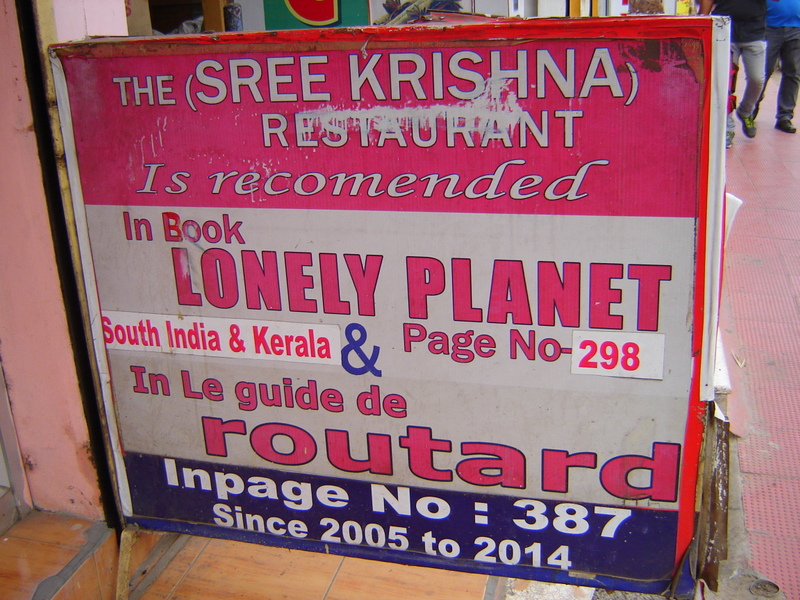 THE (SREE KRISHNA)
RESTAURANT
Is recomended
In Book
LONELY PLANET
South India & Kerala & Page No- 298
In Le guide de
routard
Inpage No : 387
Since 2005 to 2014